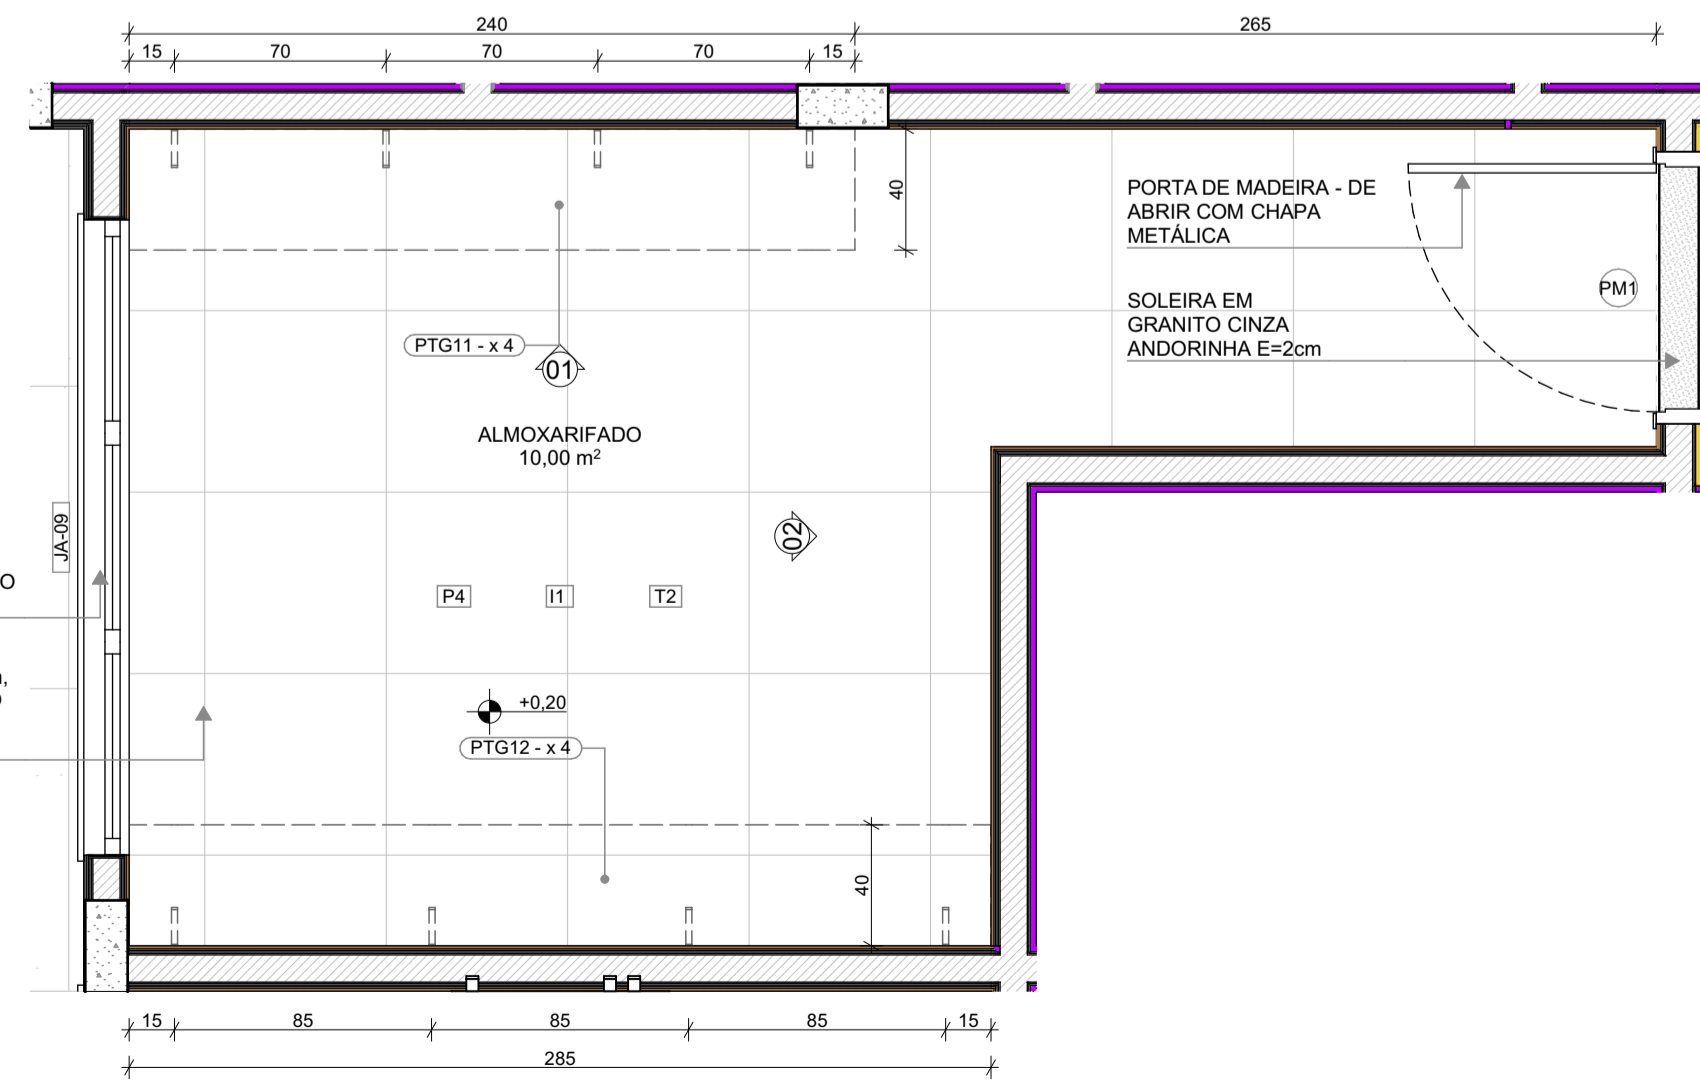 240
265
15
70
70
70
15
40
PORTA DE MADEIRA - DE
ABRIR COM CHAPA
METÁLICA
PM1
SOLEIRA EM
GRANITO CINZA
ANDORINHA E=2cm
PTG11 - x 4
01
ALMOXARIFADO
10,00 m²
02
JA-09
O
P4
I1
T2
+0,20
PTG12 - x 4
40
15
85
85
85
15
285